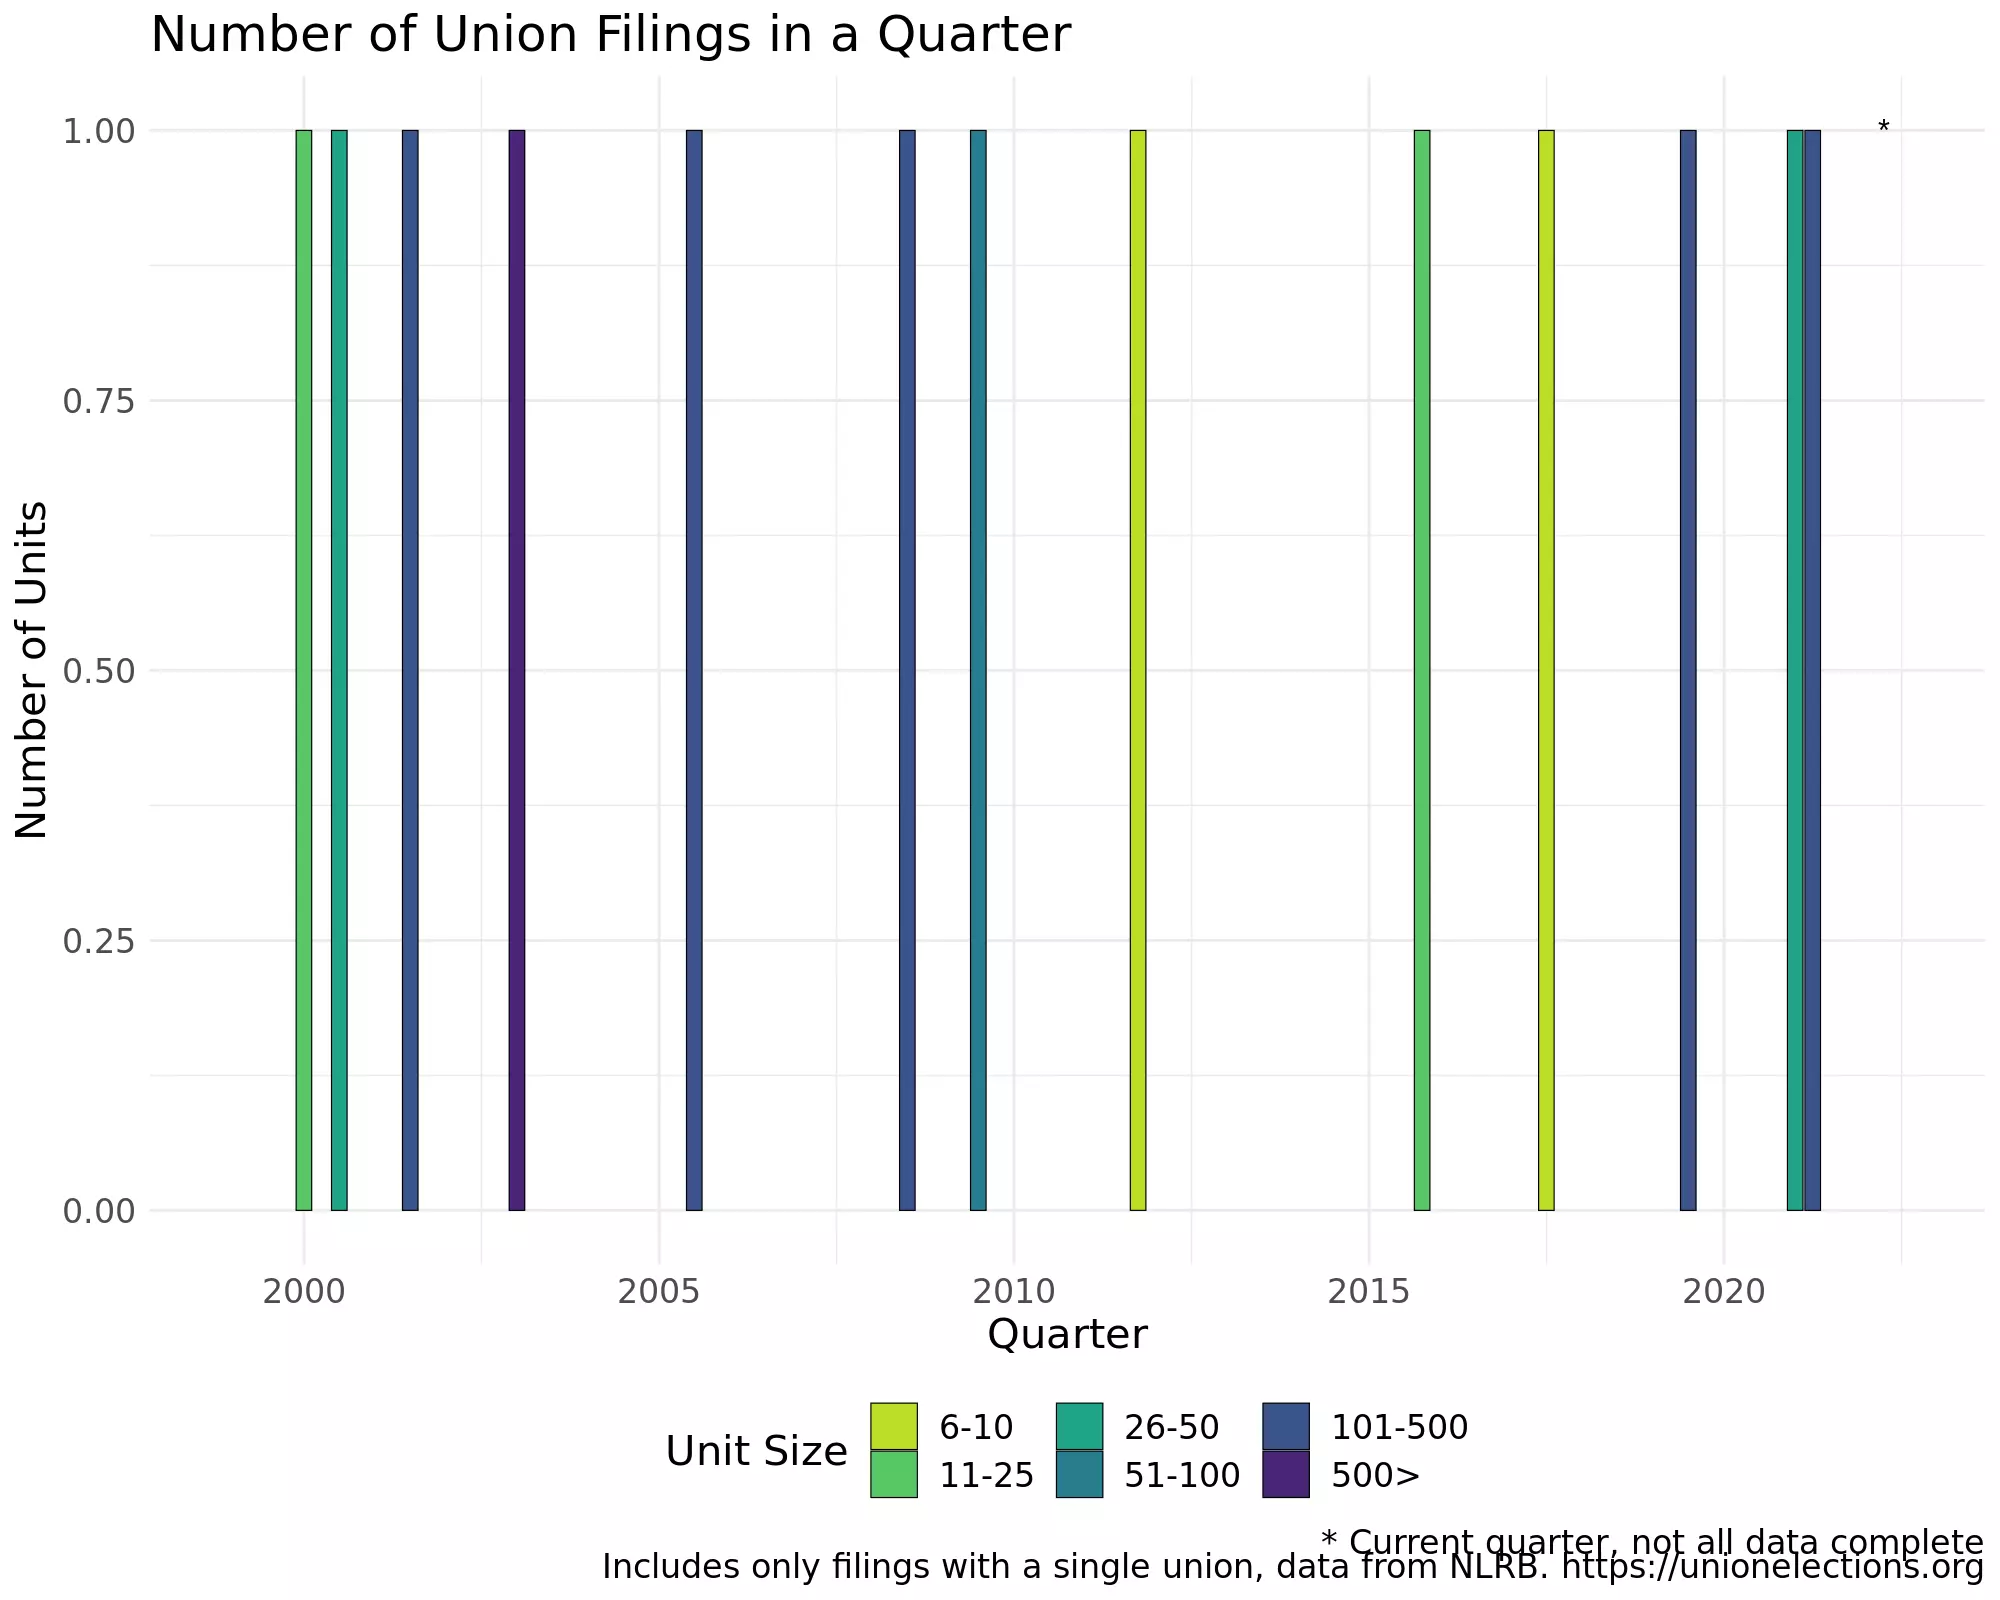 Number of Union Filings in a Quarter
*
1.00
0.75
0.50
0.25
0.00
Number of Units
2000 2005 2010 2015 2020
Quarter
Unit Size
6-10 26-50 101-500
11-25 51-100 500>
* Current quarter, not all data complete
Includes only filings with a single union, data from NLRB. https://unionelections.org